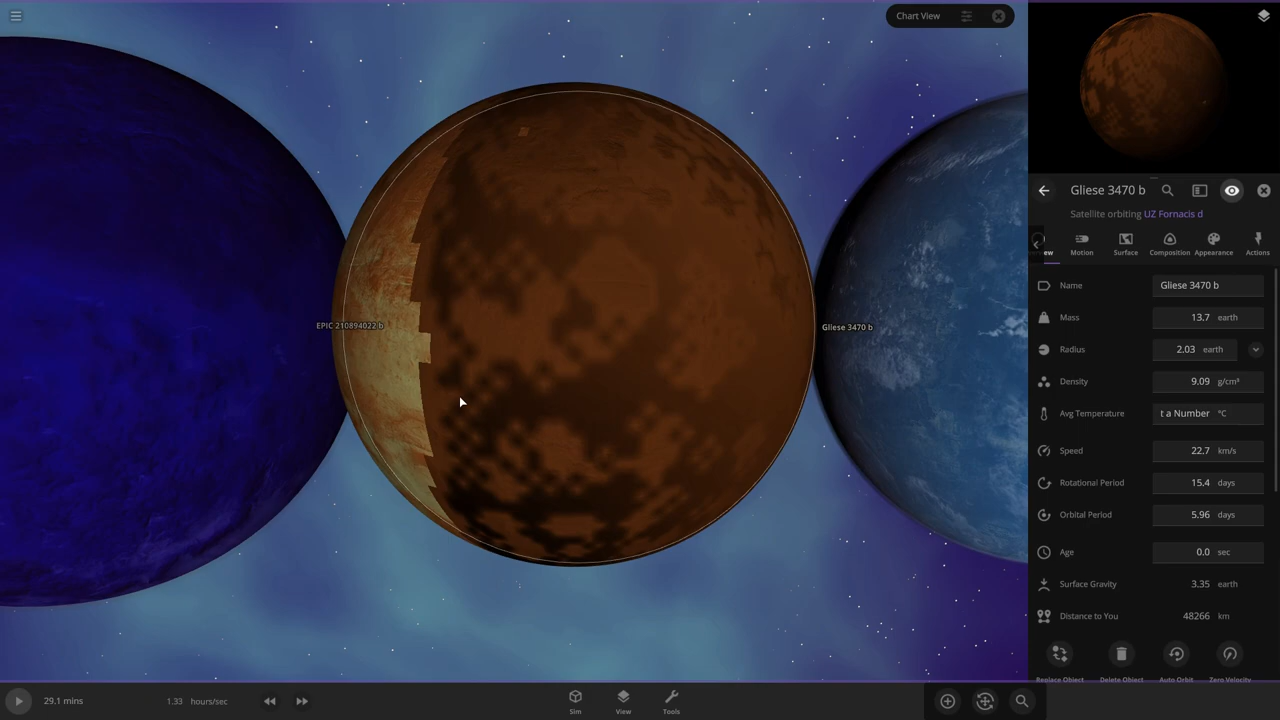 Chart View
EPIC 210894022 b
Gliese 3470 b
29.1 mins
1.33 hours/sec
Sim
View
Tools
Gliese 3470 b
Satellite orbiting UZ Fornacis d
ew
Motion
Surface
Composition
Appearance
Actions
Name Gliese 3470 b
Mass 13.7 earth
Radius 2.03 earth
Density 9.09 g/cm³
Avg Temperature t a Number °C
Speed 22.7 km/s
Rotational Period 15.4 days
Orbital Period 5.96 days
Age 0.0 sec
Surface Gravity 3.35 earth
Distance to You 48266 km
Replace Object
Delete Object
Auto Orbit
Zero Velocity